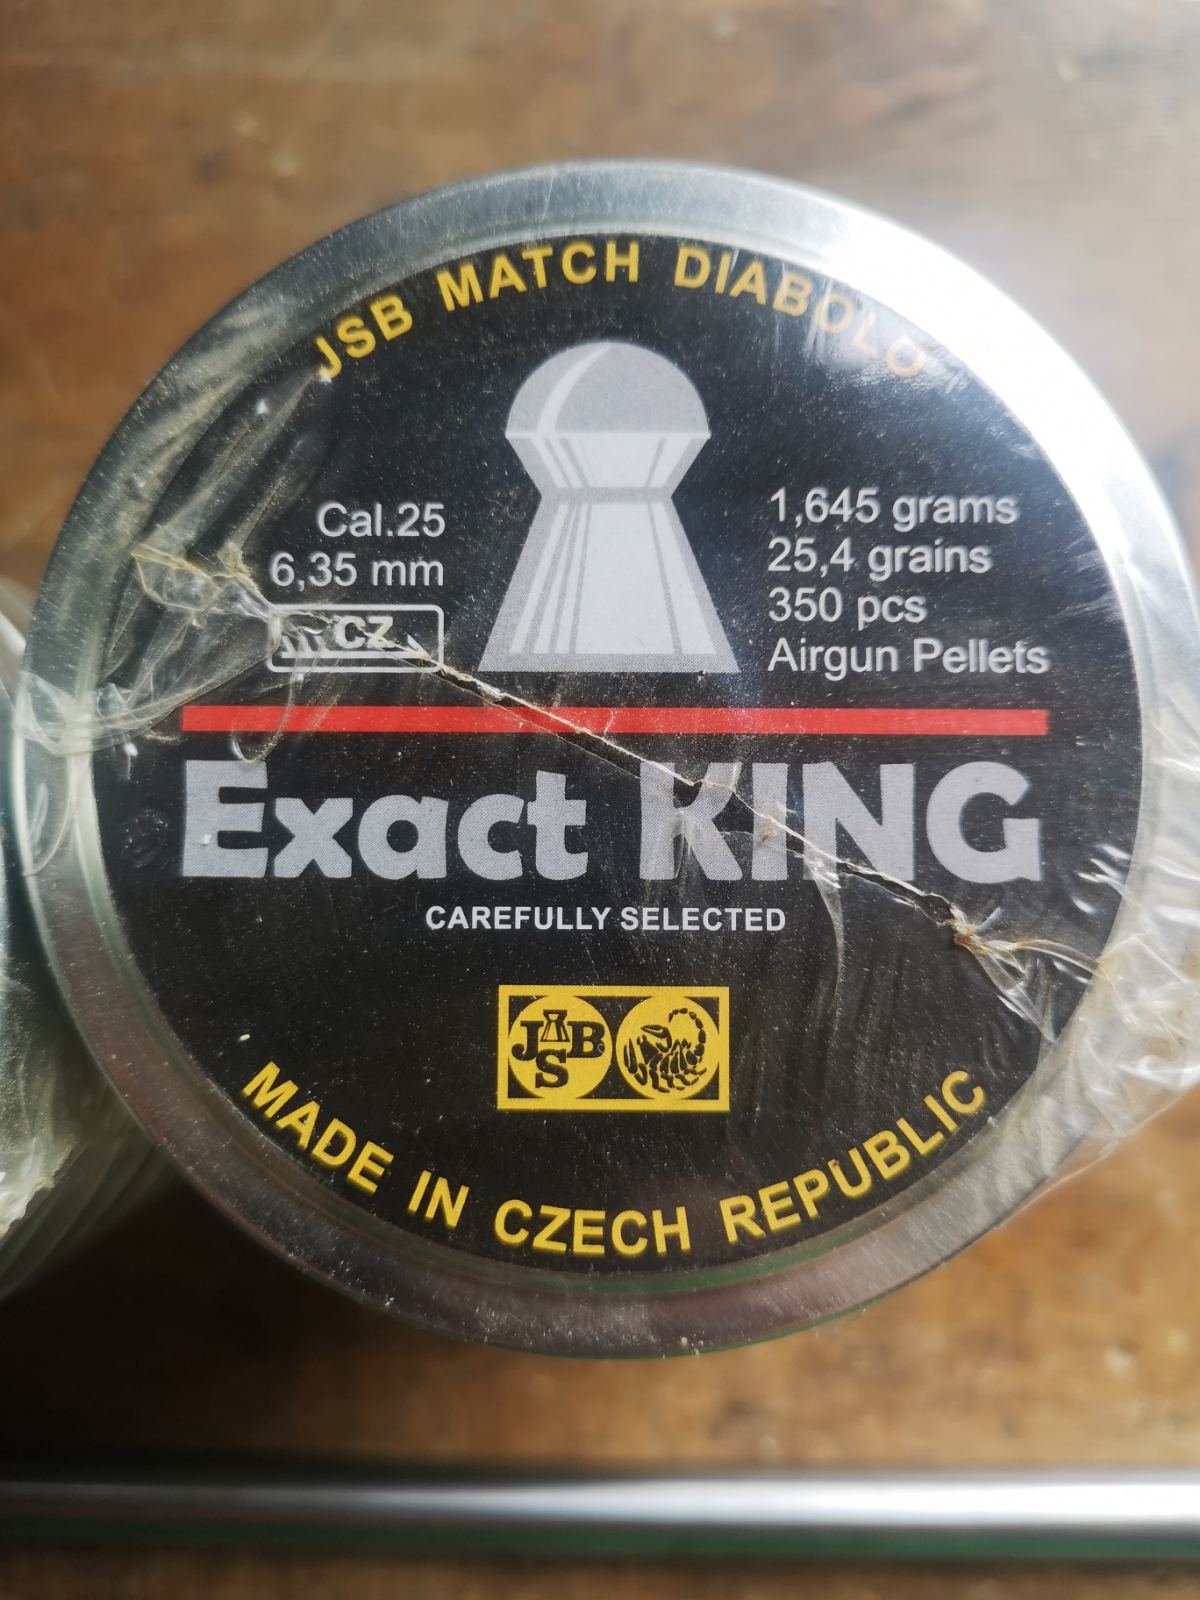 JSB MATCH DIABOLO
Cal.25
6,35 mm
CZ
1,645 grams
25,4 grains
350 pcs
Airgun Pellets
Exact KING
CAREFULLY SELECTED
JSB
MADE IN CZECH REPUBLIC